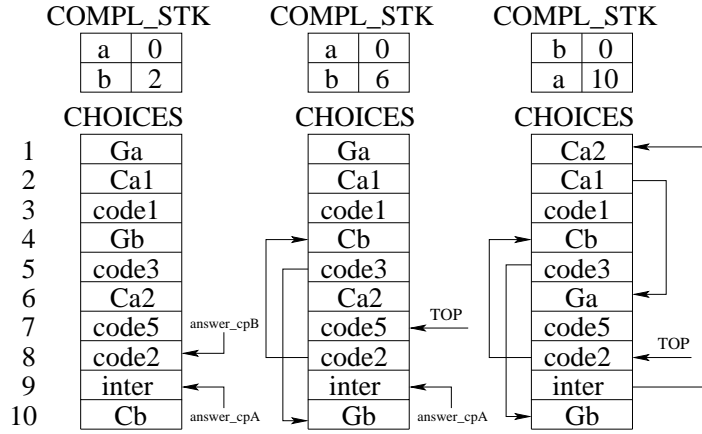 COMPL_STK COMPL_STK COMPL_STK
a 0 a 0 b 0
b 2 b 6 a 10
CHOICES CHOICES CHOICES
1 Ga Ga Ca2
2 Ca1 Ca1 Ca1
3 code1 code1 code1
4 Gb Cb Cb
5 code3 code3 code3
6 Ca2 Ca2 Ga
7 code5 answer_cpB code5 TOP code5
8 code2 code2 code2 TOP
9 inter inter inter
10 Cb answer_cpA Gb answer_cpA Gb